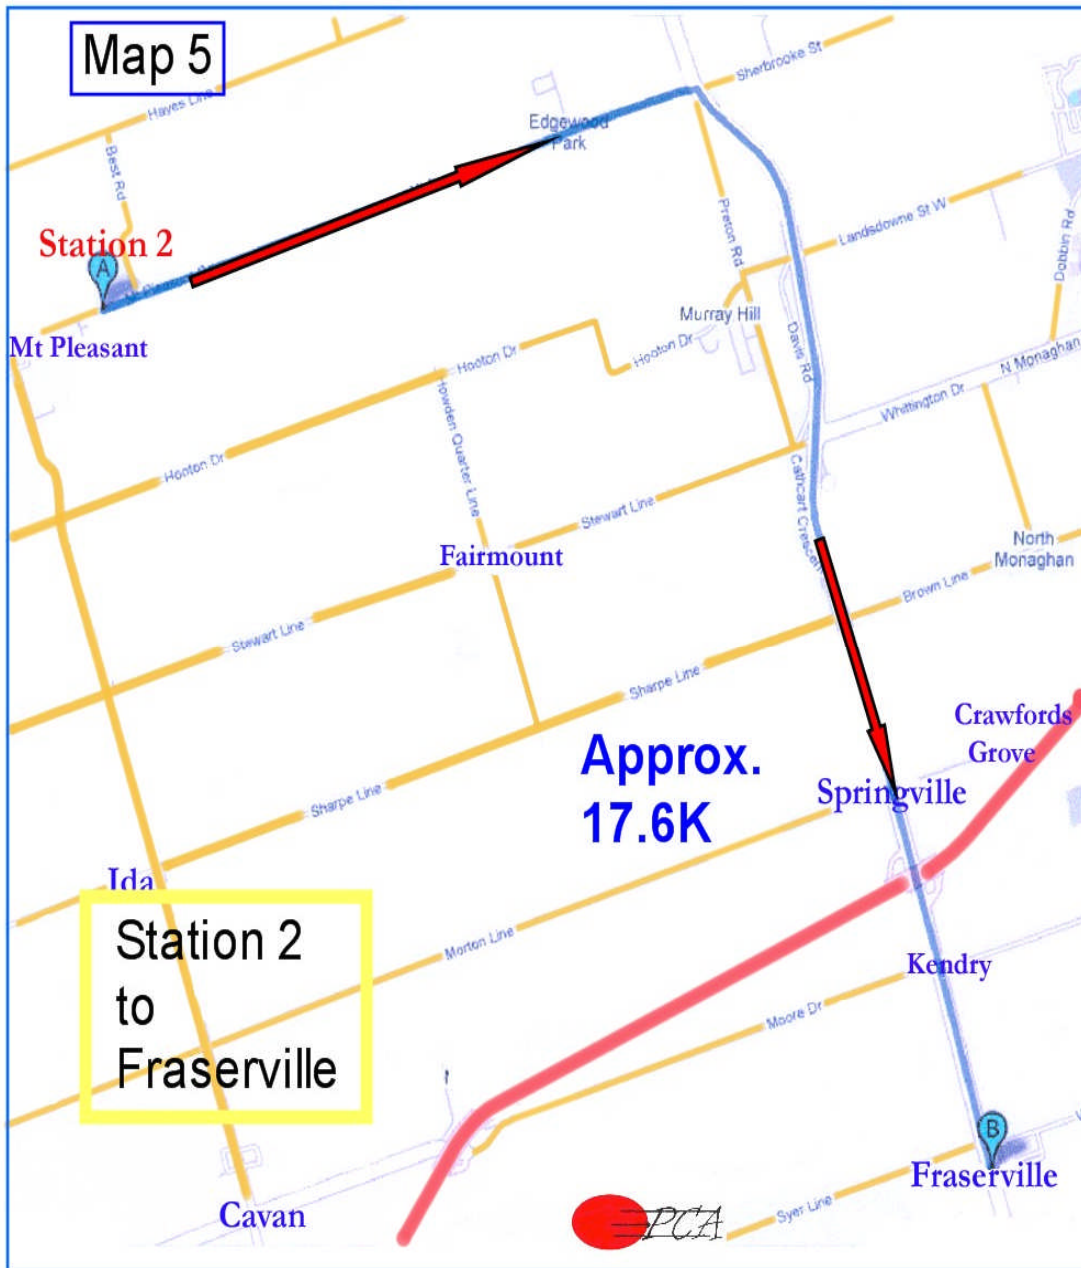 Map 5
Sherbrooke St
Hayes Line
Edgewood
Park
Best Rd
Landsdowne St W
Preton Rd
Dobbin Rd
Station 2
A
Murray Hill
Mt Pleasant
Hooton Dr
Hooton Dr
Davis Rd
N Monaghan
Whittington Dr
Howden Quarter Line
Hooton Dr
Cathcart Crescent
Stewart Line
Fairmount
North
Monaghan
Brown Line
Stewart Line
Sharpe Line
Crawfords
Grove
Approx.
17.6K
Springville
Sharpe Line
Ida
Station 2
to
Fraserville
Morton Line
Kendry
Moore Dr
B
Fraserville
Cavan
Syer Line
PCA